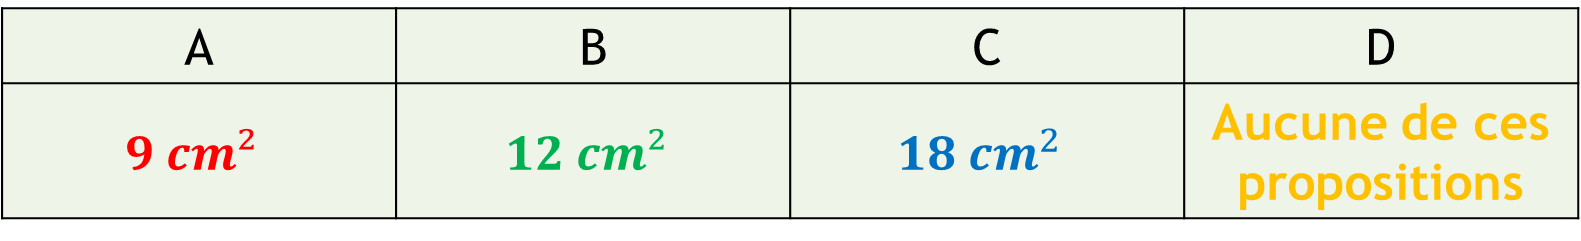 A B C D
9 cm² 12 cm² 18 cm² Aucune de ces
propositions